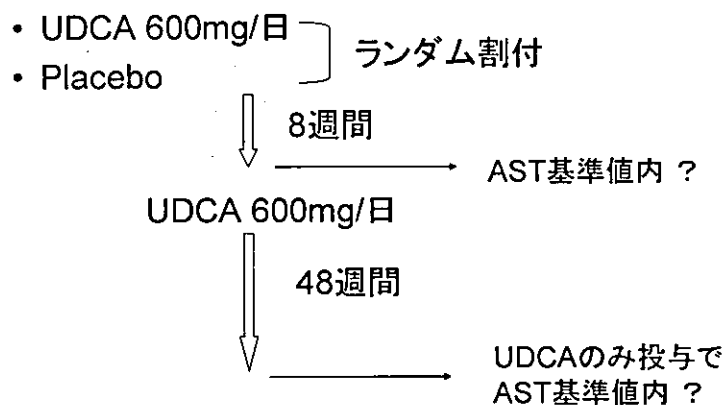 • UDCA 600mg/日
ランダム割付
• Placebo
8週間
AST基準値内 ?
UDCA 600mg/日
48週間
UDCAのみ投与で
AST基準値内 ?